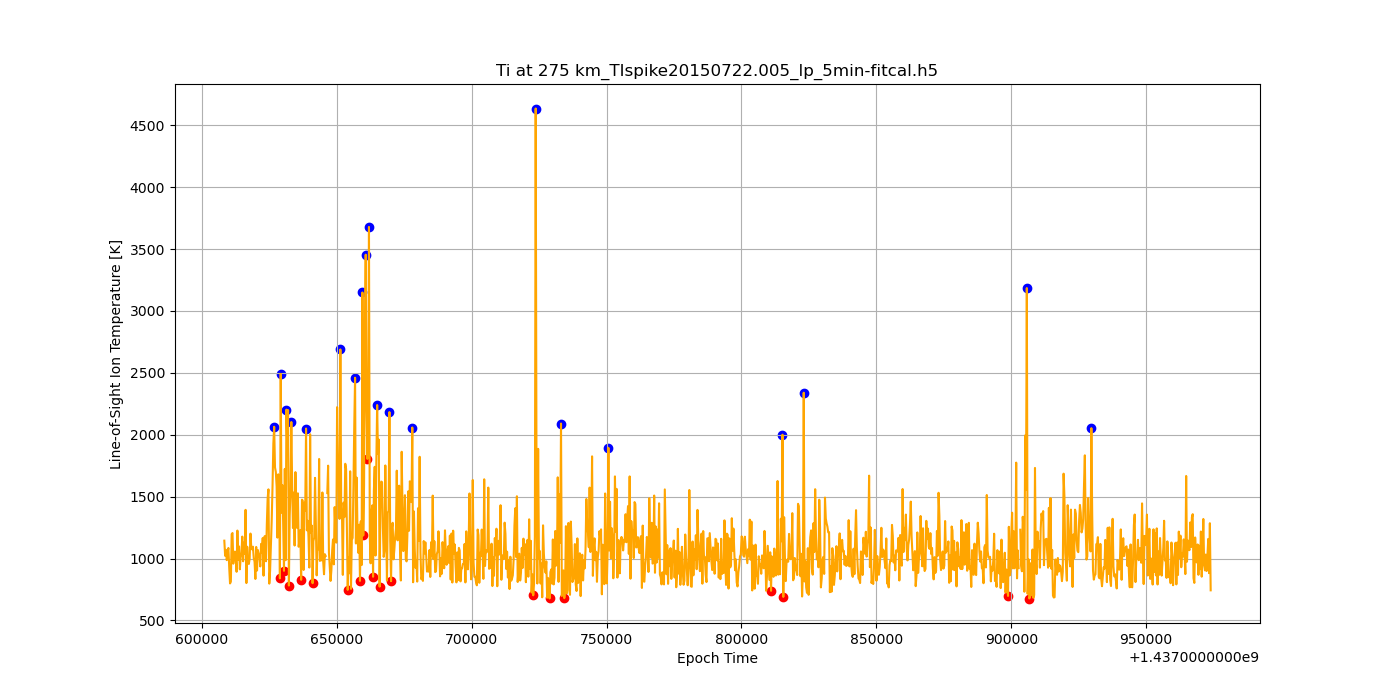 Ti at 275 km_TIspike20150722.005_lp_5min-fitcal.h5
Line-of-Sight Ion Temperature [K]
4500
4000
3500
3000
2500
2000
1500
1000
500
600000 650000 700000 750000 800000 850000 900000 950000
Epoch Time
+1.4370000000e9